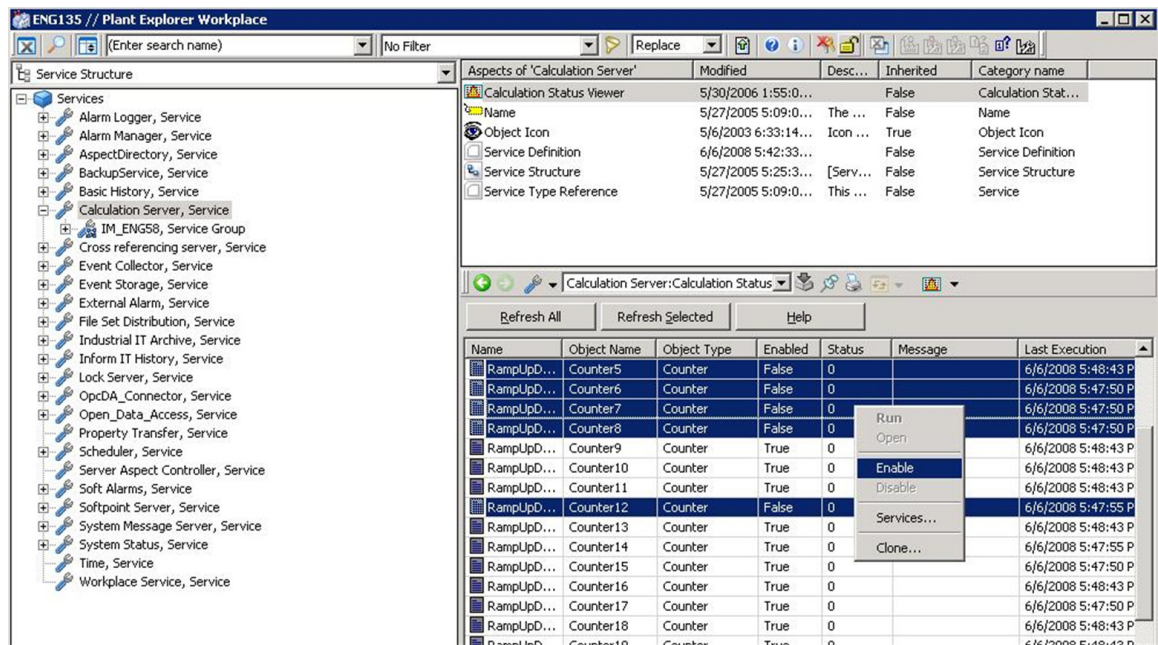 ENG135 // Plant Explorer Workplace
(Enter search name) No Filter Replace
Service Structure
Services
Alarm Logger, Service
Alarm Manager, Service
AspectDirectory, Service
BackupService, Service
Basic History, Service
Calculation Server, Service
IM_ENG58, Service Group
Cross referencing server, Service
Event Collector, Service
Event Storage, Service
External Alarm, Service
File Set Distribution, Service
Industrial IT Archive, Service
Inform IT History, Service
Lock Server, Service
OpcDA_Connector, Service
Open_Data_Access, Service
Property Transfer, Service
Scheduler, Service
Server Aspect Controller, Service
Soft Alarms, Service
Softpoint Server, Service
System Message Server, Service
System Status, Service
Time, Service
Workplace Service, Service
Aspects of 'Calculation Server' Modified Desc... Inherited Category name
Calculation Status Viewer 5/30/2006 1:55:0... False Calculation Stat...
Name 5/27/2005 5:09:0... The ... False Name
Object Icon 5/6/2003 6:33:14... Icon ... True Object Icon
Service Definition 6/6/2008 5:42:33... False Service Definition
Service Structure 5/27/2005 5:25:3... [Serv... False Service Structure
Service Type Reference 5/27/2005 5:09:0... This ... False Service
Calculation Server:Calculation Status
Refresh All Refresh Selected Help
Name Object Name Object Type Enabled Status Message Last Execution
RampUpD... Counter5 Counter False 0 6/6/2008 5:48:43 P
RampUpD... Counter6 Counter False 0 6/6/2008 5:47:50 P
RampUpD... Counter7 Counter False 0 6/6/2008 5:47:50 P
RampUpD... Counter8 Counter False 0 6/6/2008 5:47:50 P
RampUpD... Counter9 Counter True 0 6/6/2008 5:48:43 P
RampUpD... Counter10 Counter True 0 6/6/2008 5:48:43 P
RampUpD... Counter11 Counter True 0 6/6/2008 5:48:43 P
RampUpD... Counter12 Counter False 0 6/6/2008 5:47:55 P
RampUpD... Counter13 Counter True 0 6/6/2008 5:48:43 P
RampUpD... Counter14 Counter True 0 6/6/2008 5:47:55 P
RampUpD... Counter15 Counter True 0 6/6/2008 5:47:50 P
RampUpD... Counter16 Counter True 0 6/6/2008 5:48:43 P
RampUpD... Counter17 Counter True 0 6/6/2008 5:47:50 P
RampUpD... Counter18 Counter True 0 6/6/2008 5:48:43 P
RampUpD... Counter19 Counter True 0 6/6/2008 5:48:43 P
Run
Open
Enable
Disable
Services...
Clone...